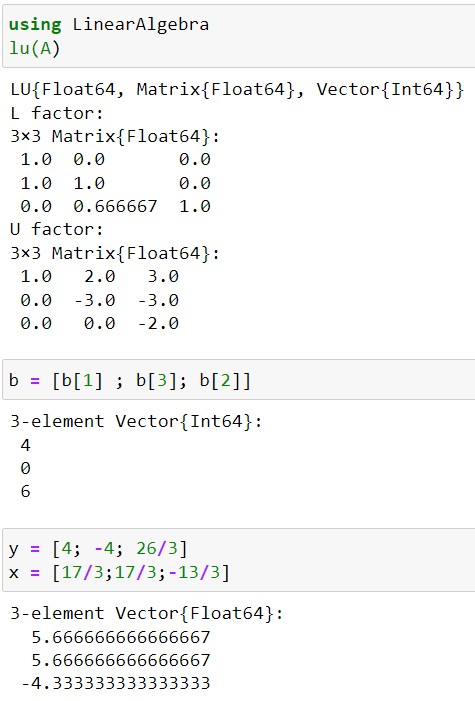 using LinearAlgebra
lu(A)
LU{Float64, Matrix{Float64}, Vector{Int64}}
L factor:
3×3 Matrix{Float64}:
 1.0  0.0       0.0
 1.0  1.0       0.0
 0.0  0.666667  1.0
U factor:
3×3 Matrix{Float64}:
 1.0   2.0   3.0
 0.0  -3.0  -3.0
 0.0   0.0  -2.0
b = [b[1] ; b[3]; b[2]]
3-element Vector{Int64}:
 4
 0
 6
y = [4; -4; 26/3]
x = [17/3;17/3;-13/3]
3-element Vector{Float64}:
  5.666666666666667
  5.666666666666667
 -4.333333333333333